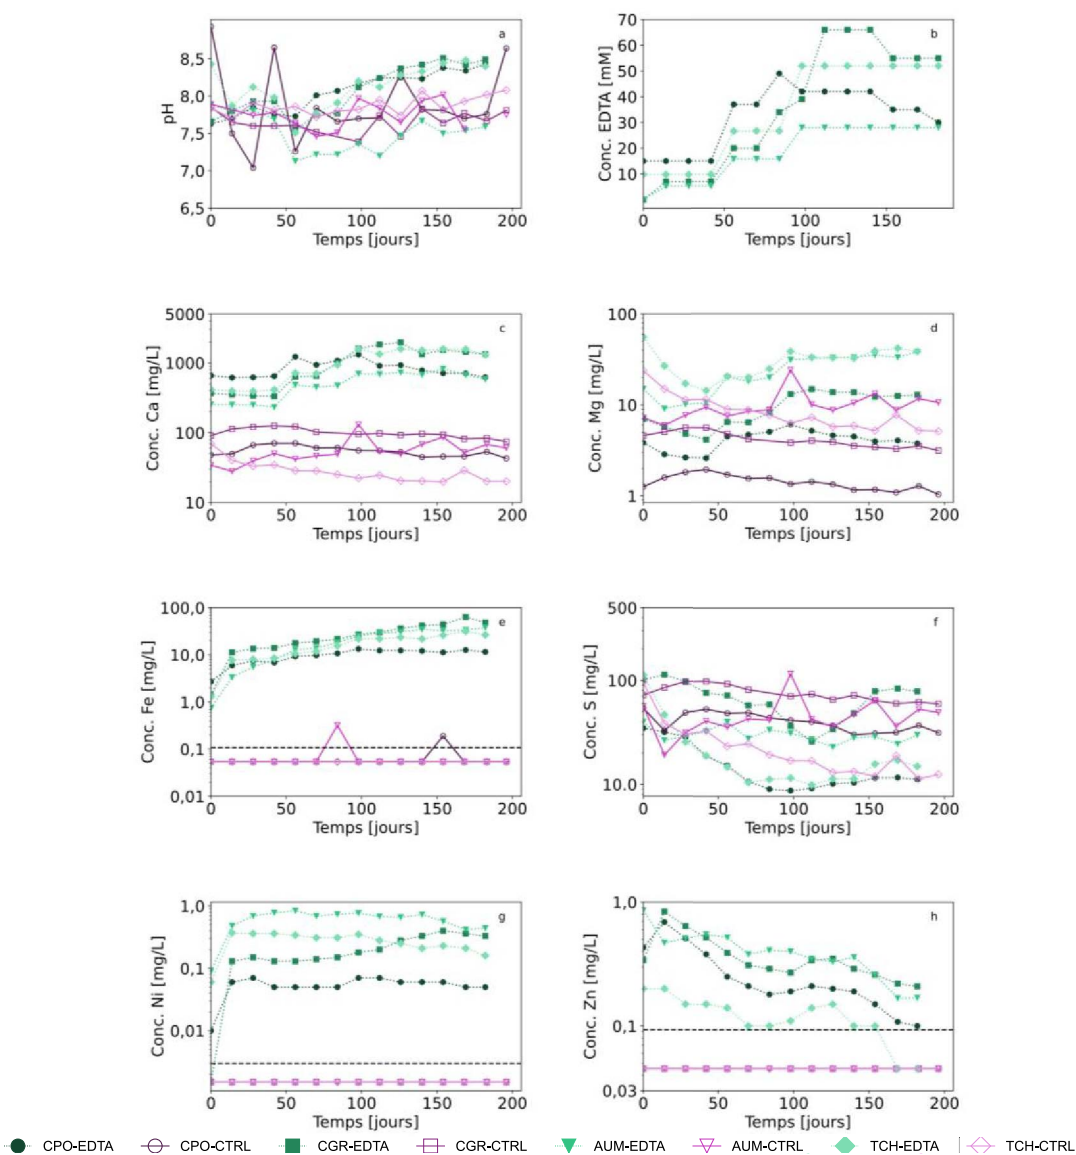 a
pH
8,5
8,0
7,5
7,0
6,5
0 50 100 150 200
Temps [jours]
b
Conc. EDTA [mM]
70
60
50
40
30
20
10
0 50 100 150
Temps [jours]
c
Conc. Ca [mg/L]
5000
1000
100
10
0 50 100 150 200
Temps [jours]
d
Conc. Mg [mg/L]
100
10
1
0 50 100 150 200
Temps [jours]
e
Conc. Fe [mg/L]
100,0
10,0
1,0
0,1
0,01
0 50 100 150 200
Temps [jours]
f
Conc. S [mg/L]
500
100
10.0
0 50 100 150 200
Temps [jours]
g
Conc. Ni [mg/L]
1,0
0,1
0,01
0 50 100 150 200
Temps [jours]
h
Conc. Zn [mg/L]
1,0
0,1
0,03
0 50 100 150 200
Temps [jours]
CPO-EDTA CPO-CTRL CGR-EDTA CGR-CTRL AUM-EDTA AUM-CTRL TCH-EDTA TCH-CTRL